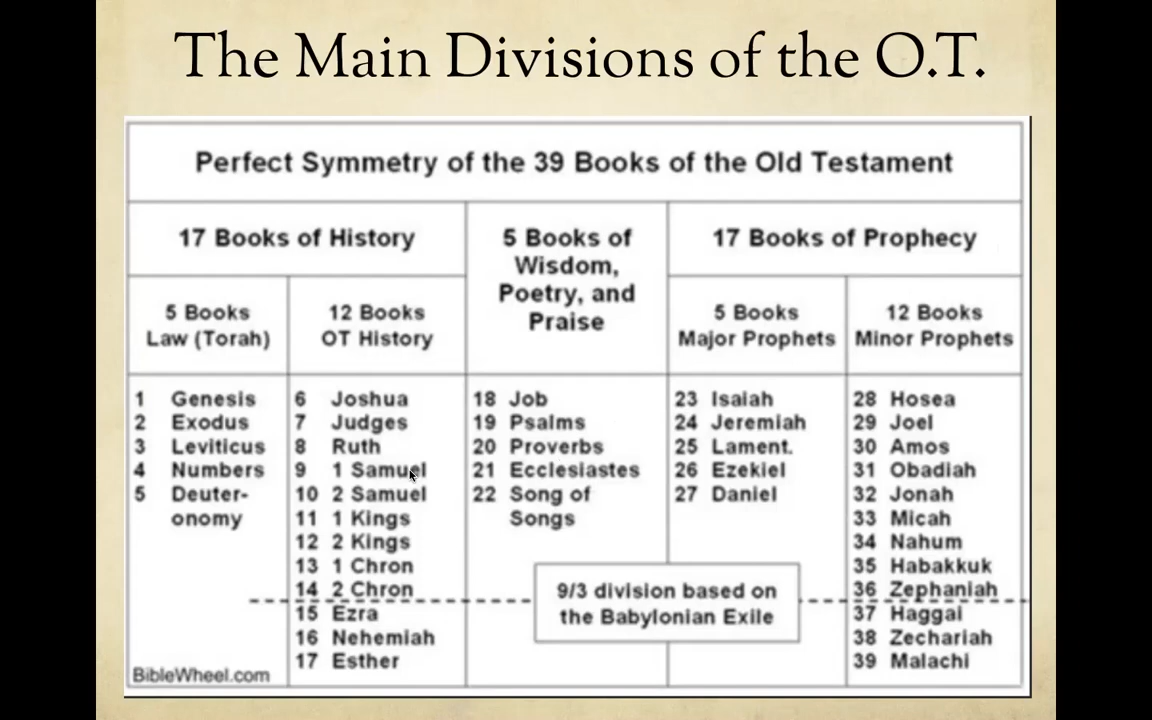 The Main Divisions of the O.T.
Perfect Symmetry of the 39 Books of the Old Testament
17 Books of History
5 Books of
Wisdom,
Poetry, and
Praise
17 Books of Prophecy
5 Books
Law (Torah)
12 Books
OT History
5 Books
Major Prophets
12 Books
Minor Prophets
1 Genesis
2 Exodus
3 Leviticus
4 Numbers
5 Deuter-
onomy
6 Joshua
7 Judges
8 Ruth
9 1 Samuel
10 2 Samuel
11 1 Kings
12 2 Kings
13 1 Chron
14 2 Chron
15 Ezra
16 Nehemiah
17 Esther
18 Job
19 Psalms
20 Proverbs
21 Ecclesiastes
22 Song of
Songs
23 Isaiah
24 Jeremiah
25 Lament.
26 Ezekiel
27 Daniel
28 Hosea
29 Joel
30 Amos
31 Obadiah
32 Jonah
33 Micah
34 Nahum
35 Habakkuk
36 Zephaniah
37 Haggai
38 Zechariah
39 Malachi
9/3 division based on
the Babylonian Exile
BibleWheel.com